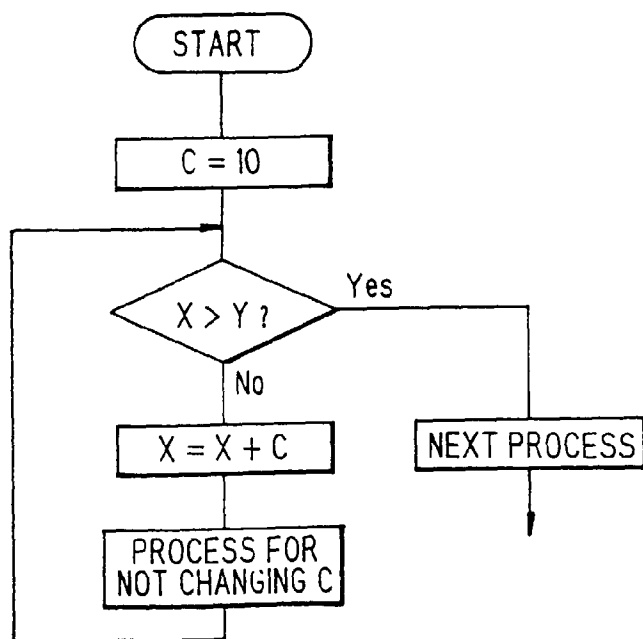 START
C = 10
X > Y ?
Yes
No
X = X + C
NEXT PROCESS
PROCESS FOR
NOT CHANGING C